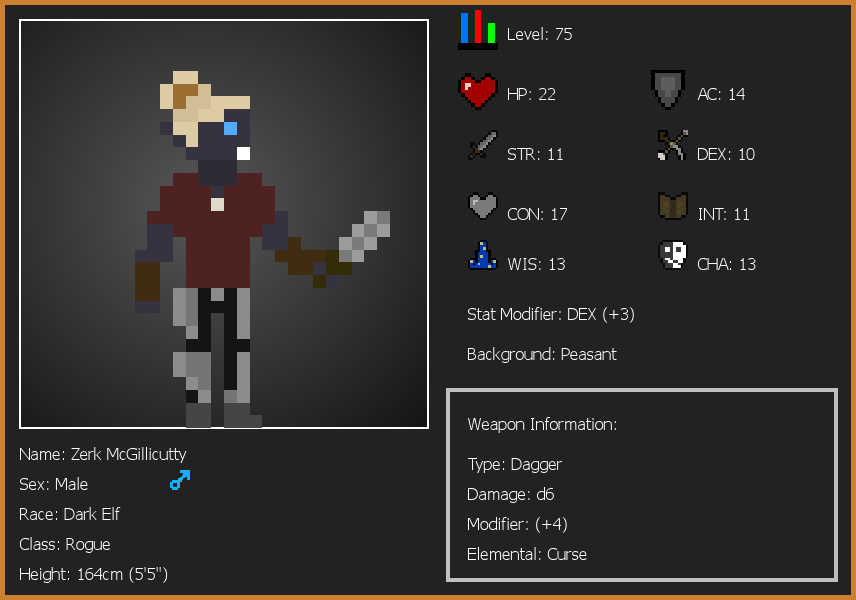 Level: 75
HP: 22
AC: 14
STR: 11
DEX: 10
CON: 17
INT: 11
WIS: 13
CHA: 13
Stat Modifier: DEX (+3)
Background: Peasant
Weapon Information:
Type: Dagger
Damage: d6
Modifier: (+4)
Elemental: Curse
Name: Zerk McGillicutty
Sex: Male
Race: Dark Elf
Class: Rogue
Height: 164cm (5'5")